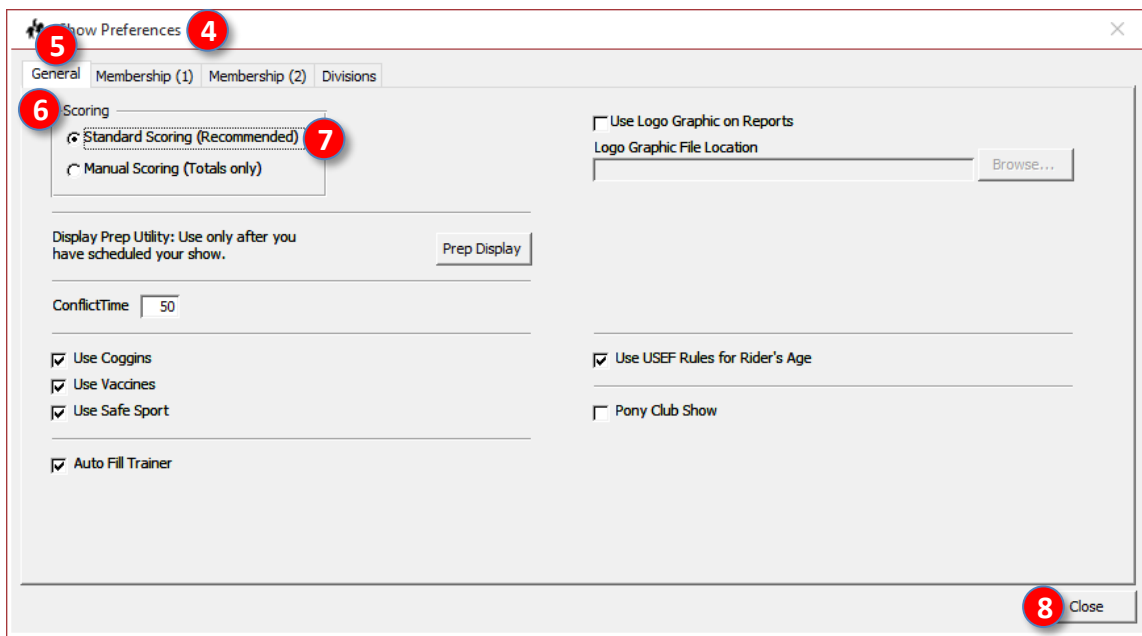 Show Preferences 4
5
General Membership (1) Membership (2) Divisions
6 Scoring
Standard Scoring (Recommended) 7
Manual Scoring (Totals only)
Use Logo Graphic on Reports
Logo Graphic File Location
Browse...
Display Prep Utility: Use only after you
have scheduled your show.
Prep Display
ConflictTime 50
Use Coggins
Use Vaccines
Use Safe Sport
Use USEF Rules for Rider's Age
Pony Club Show
Auto Fill Trainer
8 Close